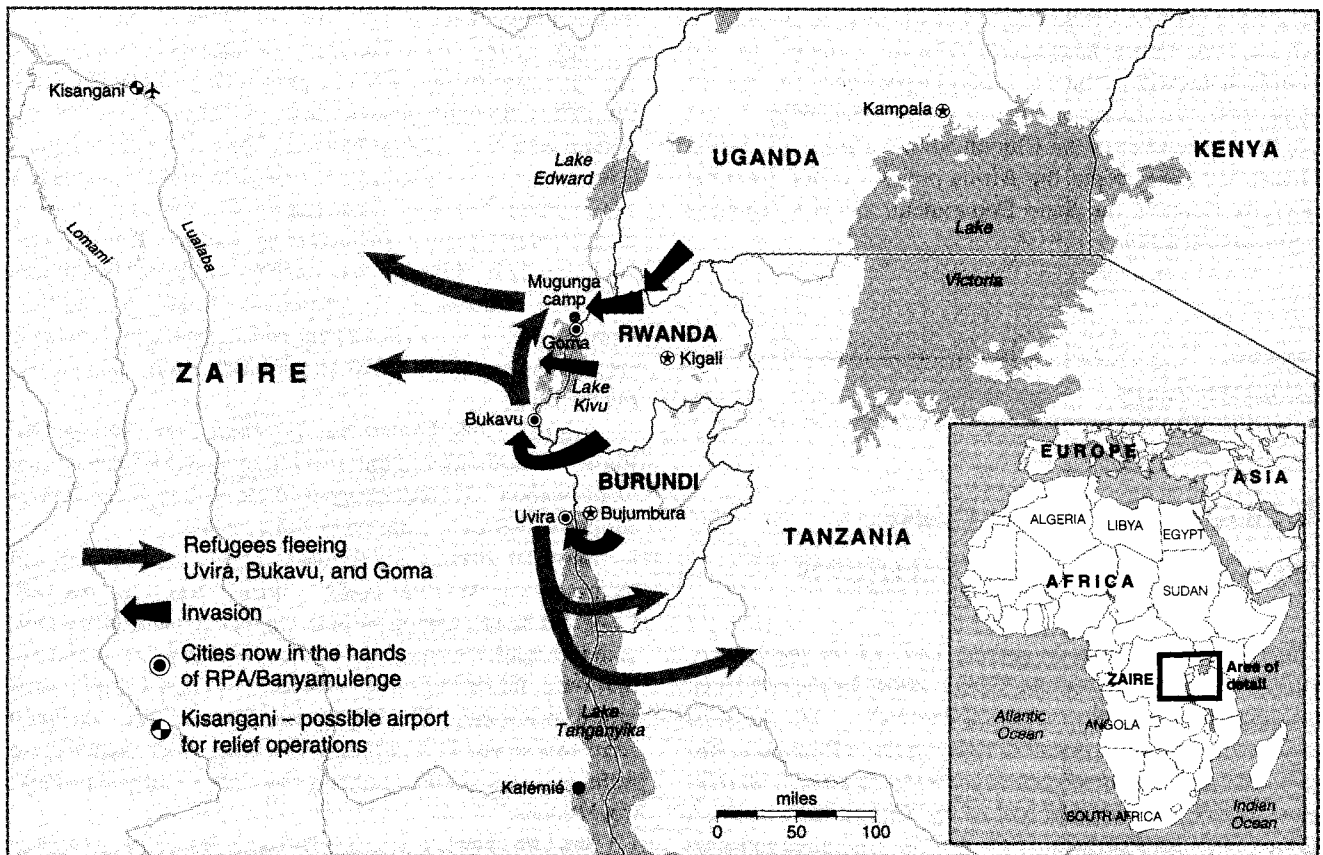 Kisangani
Kampala
UGANDA
KENYA
Lake
Edward
Lomami
Lualaba
Lake
Victoria
Mugunga
camp
RWANDA
Goma
Kigali
ZAIRE
Lake
Kivu
Bukavu
BURUNDI
Uvira
Bujumbura
TANZANIA
Refugees fleeing
Uvira, Bukavu, and Goma
Invasion
Cities now in the hands
of RPA/Banyamulenge
Kisangani – possible airport
for relief operations
Lake
Tanganyika
Kalémié
miles
0 50 100
EUROPE
ASIA
ALGERIA
LIBYA
EGYPT
AFRICA
SUDAN
ZAIRE
Area of
detail
Atlantic
Ocean
ANGOLA
SOUTH AFRICA
Indian
Ocean